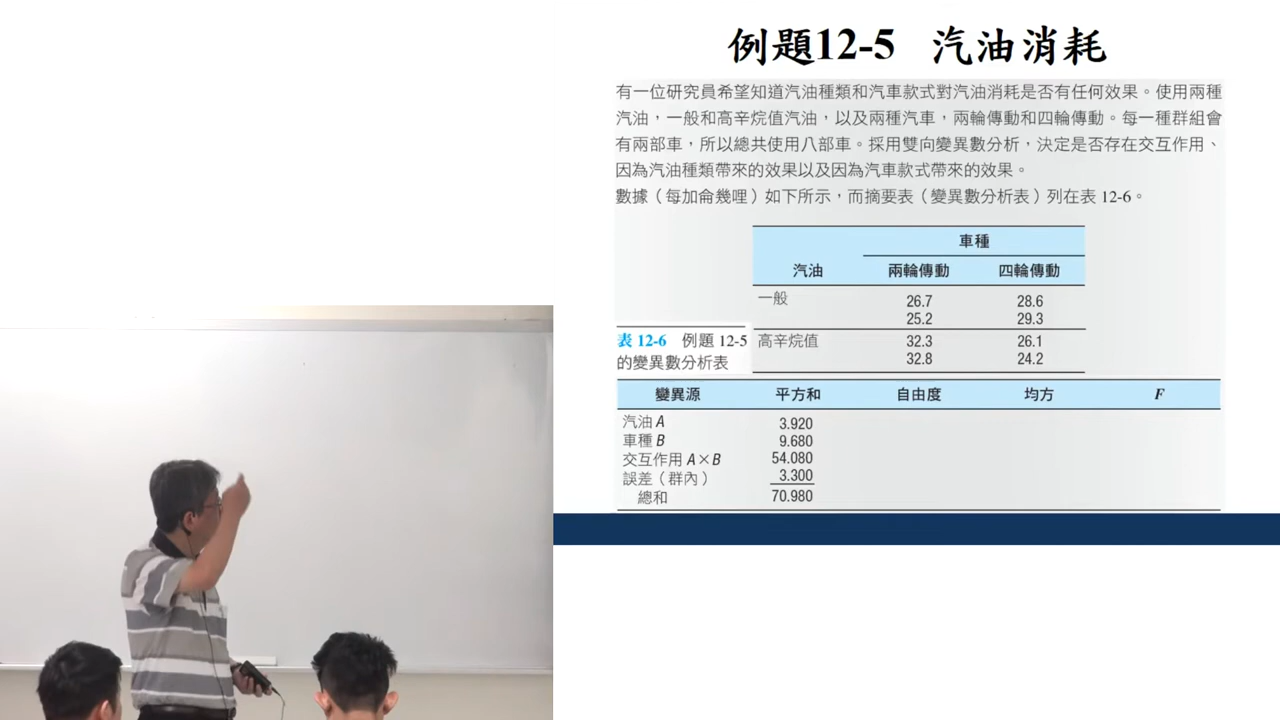 例題12-5 汽油消耗
有一位研究員希望知道汽油種類和汽車款式對汽油消耗是否有任何效果。使用兩種
汽油，一般和高辛烷值汽油，以及兩種汽車，兩輪傳動和四輪傳動。每一種群組會
有兩部車，所以總共使用八部車。採用雙向變異數分析，決定是否存在交互作用、
因為汽油種類帶來的效果以及因為汽車款式帶來的效果。
數據（每加侖幾哩）如下所示，而摘要表（變異數分析表）列在表 12-6。
車種
汽油 兩輪傳動 四輪傳動
一般 26.7 28.6
25.2 29.3
高辛烷值 32.3 26.1
32.8 24.2
表 12-6 例題 12-5
的變異數分析表
變異源 平方和 自由度 均方 F
汽油 A 3.920
車種 B 9.680
交互作用 A×B 54.080
誤差（群內） 3.300
總和 70.980